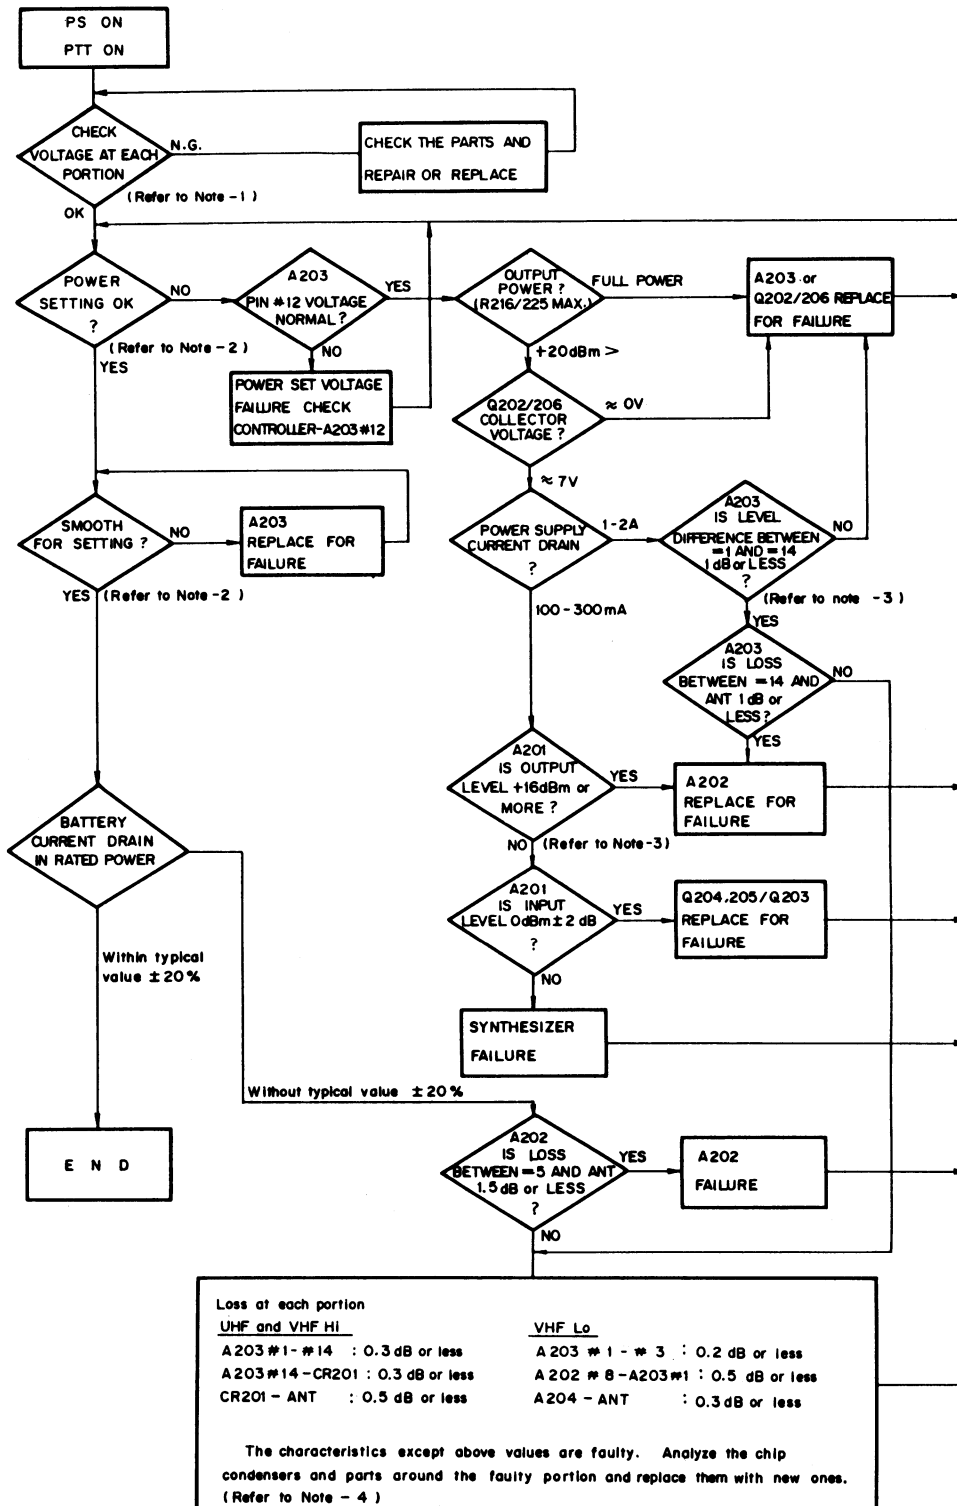 PS ON
PTT ON
CHECK
VOLTAGE AT EACH
PORTION
N.G.
CHECK THE PARTS AND
REPAIR OR REPLACE
(Refer to Note - 1)
OK
POWER
SETTING OK
?
NO
(Refer to Note - 2)
YES
A203
PIN #12 VOLTAGE
NORMAL ?
YES
NO
POWER SET VOLTAGE
FAILURE CHECK
CONTROLLER-A203#12
OUTPUT
POWER ?
(R216/225 MAX.)
FULL POWER
A203 or
Q202/206 REPLACE
FOR FAILURE
+20dBm >
Q202/206
COLLECTOR
VOLTAGE ?
≈ 0V
≈ 7V
SMOOTH
FOR SETTING ?
NO
A203
REPLACE FOR
FAILURE
YES (Refer to Note - 2)
POWER SUPPLY
CURRENT DRAIN
?
1-2A
A203
IS LEVEL
DIFFERENCE BETWEEN
=1 AND =14
1 dB or LESS
?
NO
(Refer to note - 3)
YES
100-300mA
A203
IS LOSS
BETWEEN =14 AND
ANT 1 dB or
LESS?
NO
YES
A201
IS OUTPUT
LEVEL +16dBm or
MORE ?
YES
A202
REPLACE FOR
FAILURE
NO (Refer to Note-3)
BATTERY
CURRENT DRAIN
IN RATED POWER
A201
IS INPUT
LEVEL 0dBm ± 2 dB
?
YES
Q204.205/Q203
REPLACE FOR
FAILURE
NO
Within typical
value ± 20%
SYNTHESIZER
FAILURE
Without typical value ± 20%
E N D
A202
IS LOSS
BETWEEN =5 AND ANT
1.5 dB or LESS
?
YES
A202
FAILURE
NO
Loss at each portion
UHF and VHF Hi
A203 #1 - #14 : 0.3 dB or less
A203 #14 - CR201 : 0.3 dB or less
CR201 - ANT : 0.5 dB or less
VHF Lo
A203 # 1 - # 3 : 0.2 dB or less
A202 # 8 - A203 #1 : 0.5 dB or less
A204 - ANT : 0.3 dB or less
The characteristics except above values are faulty. Analyze the chip
condensers and parts around the faulty portion and replace them with new ones.
(Refer to Note - 4)